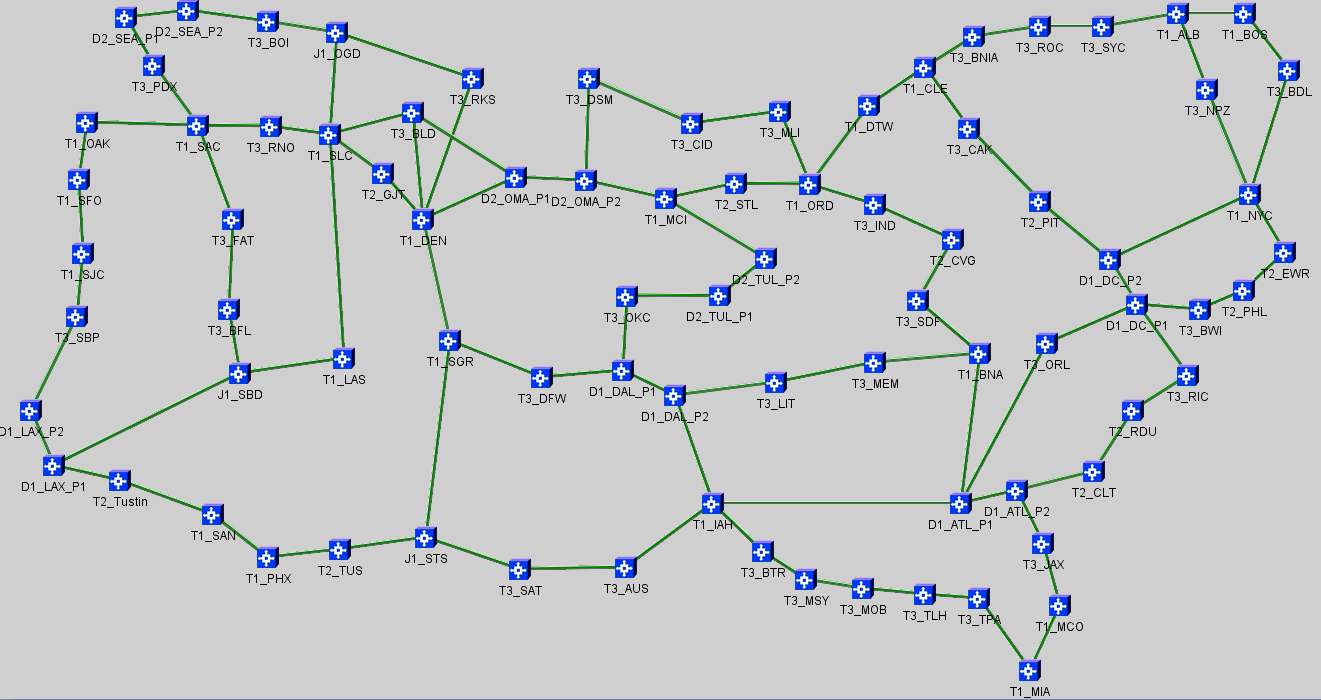 D2_SEA_P1
D2_SEA_P2
T3_BOI
J1_OGD
T3_PDX
T3_RKS
T3_DSM
T3_CID
T3_MLI
T1_DTW
T1_CLE
T3_BNIA
T3_ROC
T3_SYC
T1_ALB
T1_BOS
T3_BDL
T3_NPZ
T1_OAK
T1_SAC
T3_RNO
T1_SLC
T3_BLD
T2_GJT
T3_CAK
T1_SFO
T3_FAT
T1_DEN
D2_OMA_P1
D2_OMA_P2
T1_MCI
T2_STL
T1_ORD
T3_IND
T2_CVG
T2_PIT
T1_NYC
T1_SJC
D2_TUL_P2
D2_TUL_P1
T3_OKC
T3_SDF
D1_DC_P2
D1_DC_P1
T3_BWI
T2_PHL
T2_EWR
T3_SBP
T3_BFL
J1_SBD
T1_LAS
T1_SGR
T3_DFW
D1_DAL_P1
D1_DAL_P2
T3_LIT
T3_MEM
T1_BNA
T3_ORL
T3_RIC
D1_LAX_P2
T2_RDU
D1_LAX_P1
T2_Tustin
T1_SAN
T1_PHX
T2_TUS
J1_STS
T3_SAT
T3_AUS
T1_IAH
D1_ATL_P1
D1_ATL_P2
T2_CLT
T3_BTR
T3_MSY
T3_MOB
T3_TLH
T3_TPA
T3_JAX
T1_MCO
T1_MIA